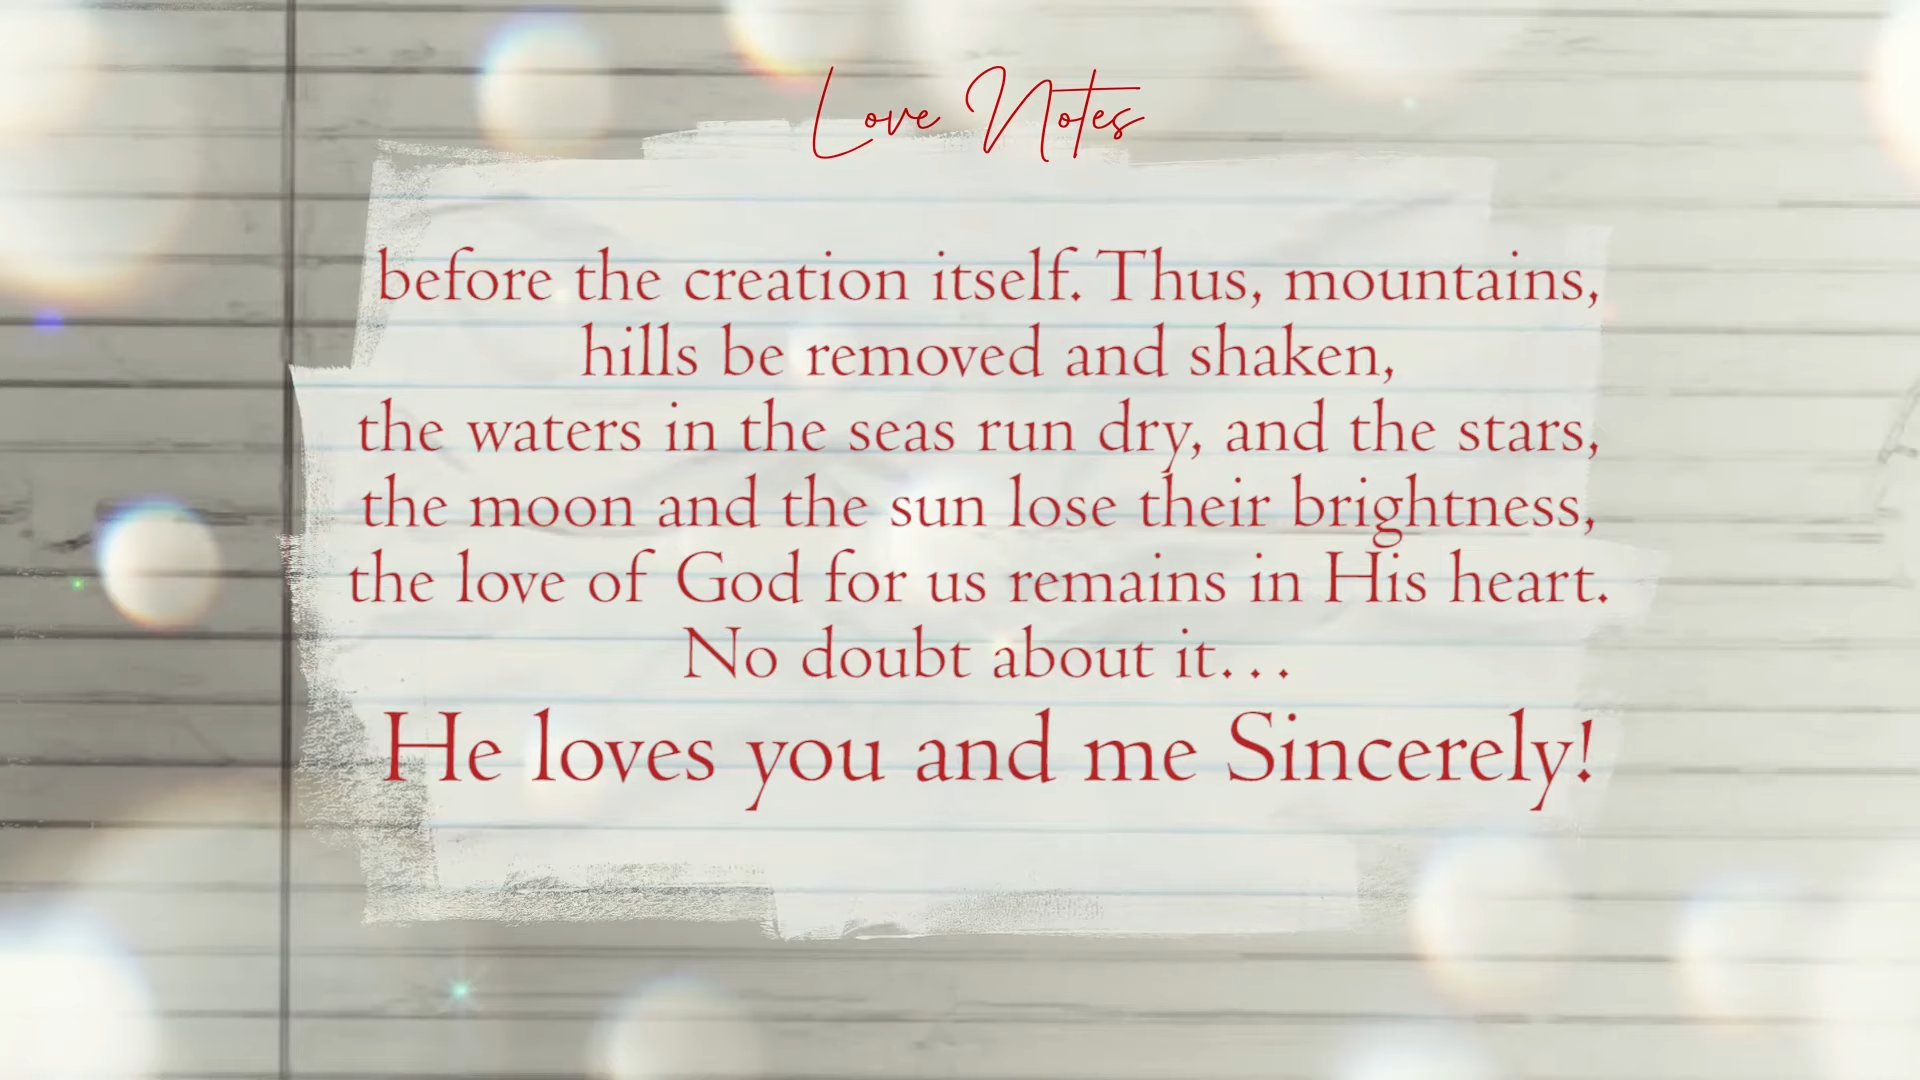 Love Notes
before the creation itself. Thus, mountains,
hills be removed and shaken,
the waters in the seas run dry, and the stars,
the moon and the sun lose their brightness,
the love of God for us remains in His heart.
No doubt about it...
He loves you and me Sincerely!